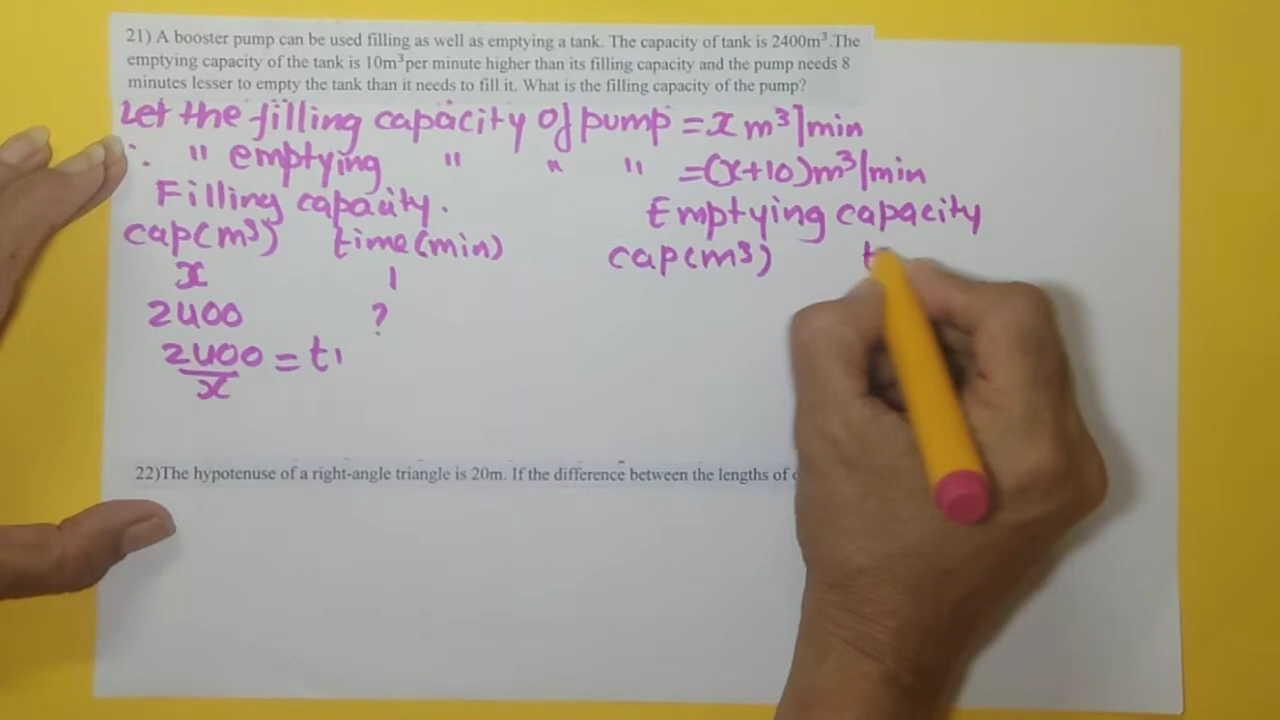 21) A booster pump can be used filling as well as emptying a tank. The capacity of tank is 2400m³.The
emptying capacity of the tank is 10m³per minute higher than its filling capacity and the pump needs 8
minutes lesser to empty the tank than it needs to fill it. What is the filling capacity of the pump?
Let the filling capacity of pump = x m³/min
∴ " emptying " " " =(x+10)m³/min
Filling capacity.
Emptying capacity
cap(m³) time(min)
cap(m³) t
x 1
2400 ?
2400/x = t1
22)The hypotenuse of a right-angle triangle is 20m. If the difference between the lengths of